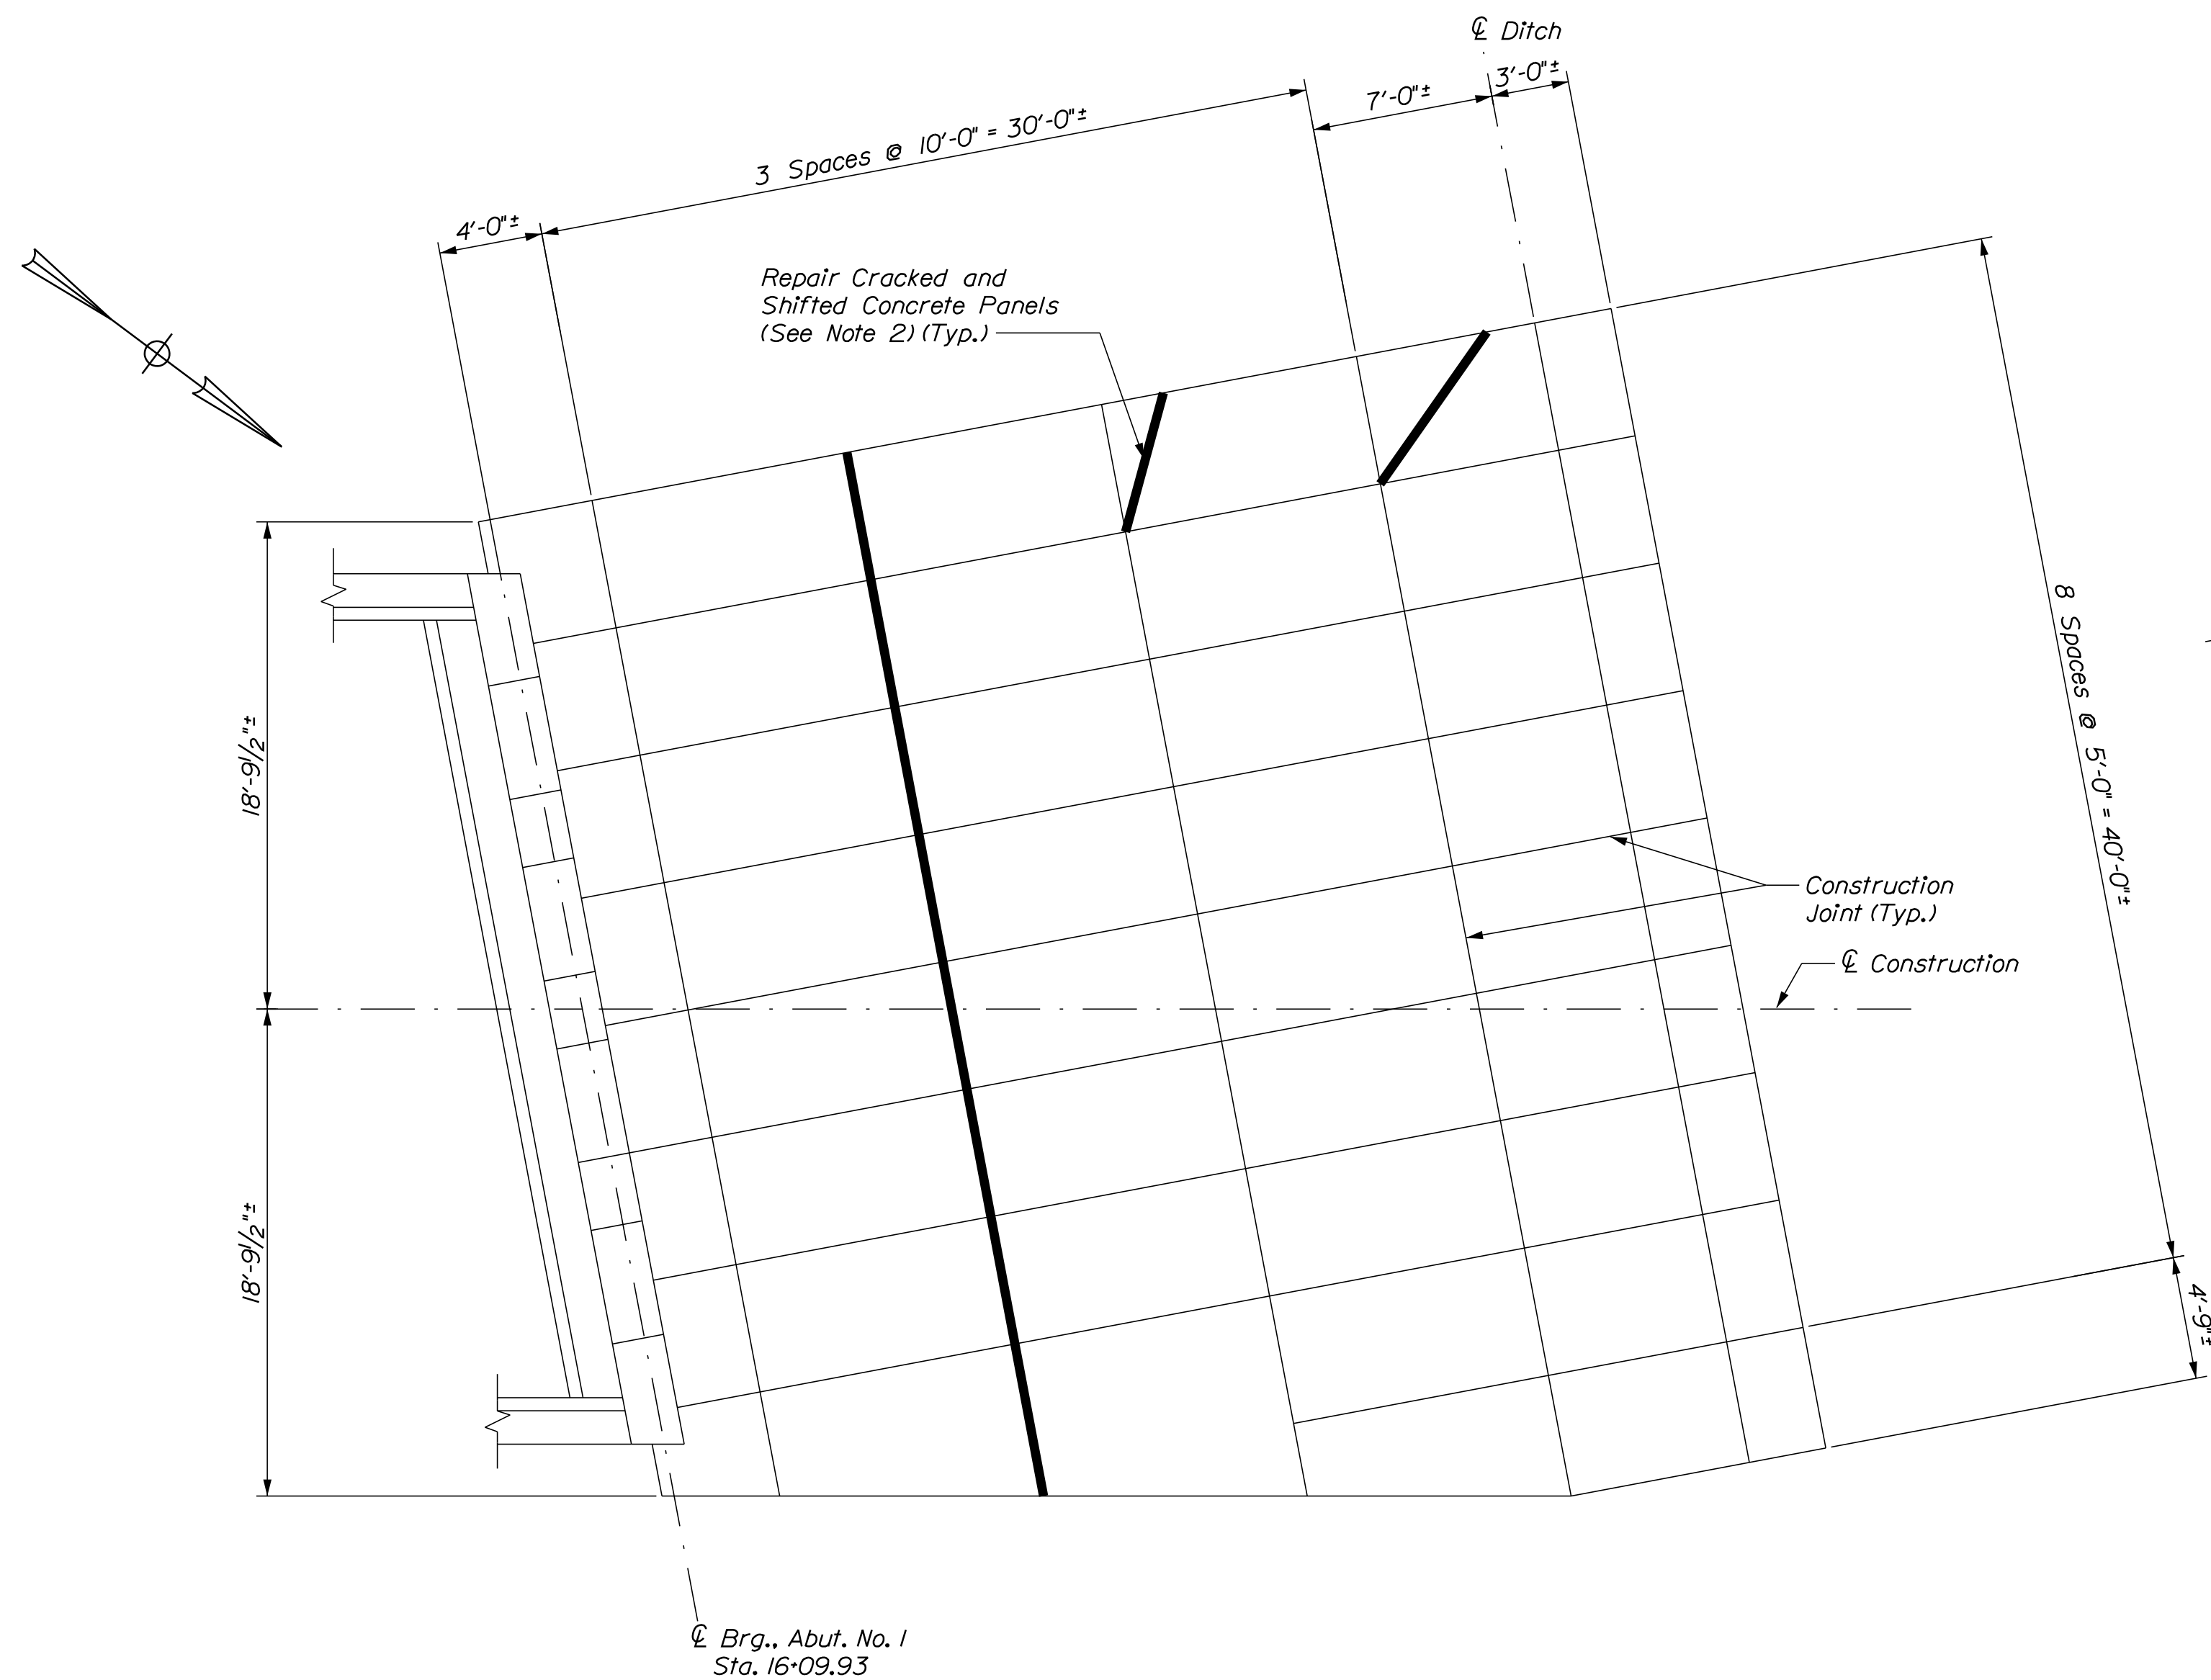 ℄ Ditch
3'-0"±
7'-0"±
3 Spaces @ 10'-0" = 30'-0"±
4'-0"±
Repair Cracked and
Shifted Concrete Panels
(See Note 2) (Typ.)
8 Spaces @ 5'-0" = 40'-0"±
18'-9½"±
Construction
Joint (Typ.)
℄ Construction
18'-9½"±
4'-9"±
℄ Brg., Abut. No. 1
Sta. 16+09.93